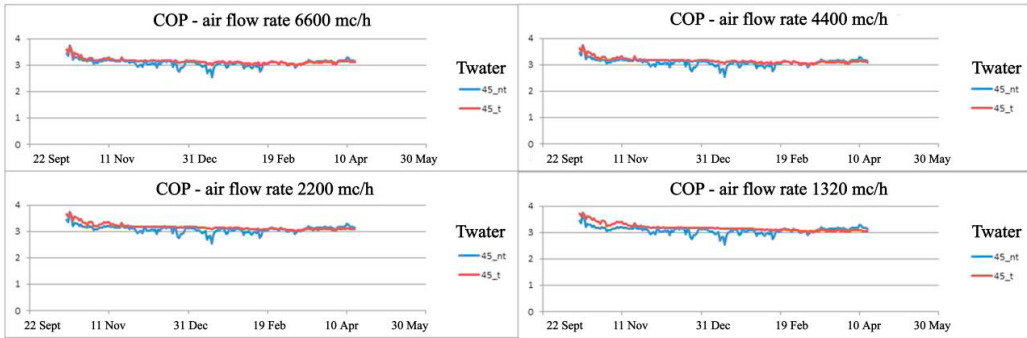 COP - air flow rate 6600 mc/h
4
3
2
1
0
22 Sept 11 Nov 31 Dec 19 Feb 10 Apr 30 May
Twater
45_nt
45_t
COP - air flow rate 4400 mc/h
4
3
2
1
0
22 Sept 11 Nov 31 Dec 19 Feb 10 Apr 30 May
Twater
45_nt
45_t
COP - air flow rate 2200 mc/h
4
3
2
1
0
22 Sept 11 Nov 31 Dec 19 Feb 10 Apr 30 May
Twater
45_nt
45_t
COP - air flow rate 1320 mc/h
4
3
2
1
0
22 Sept 11 Nov 31 Dec 19 Feb 10 Apr 30 May
Twater
45_nt
45_t